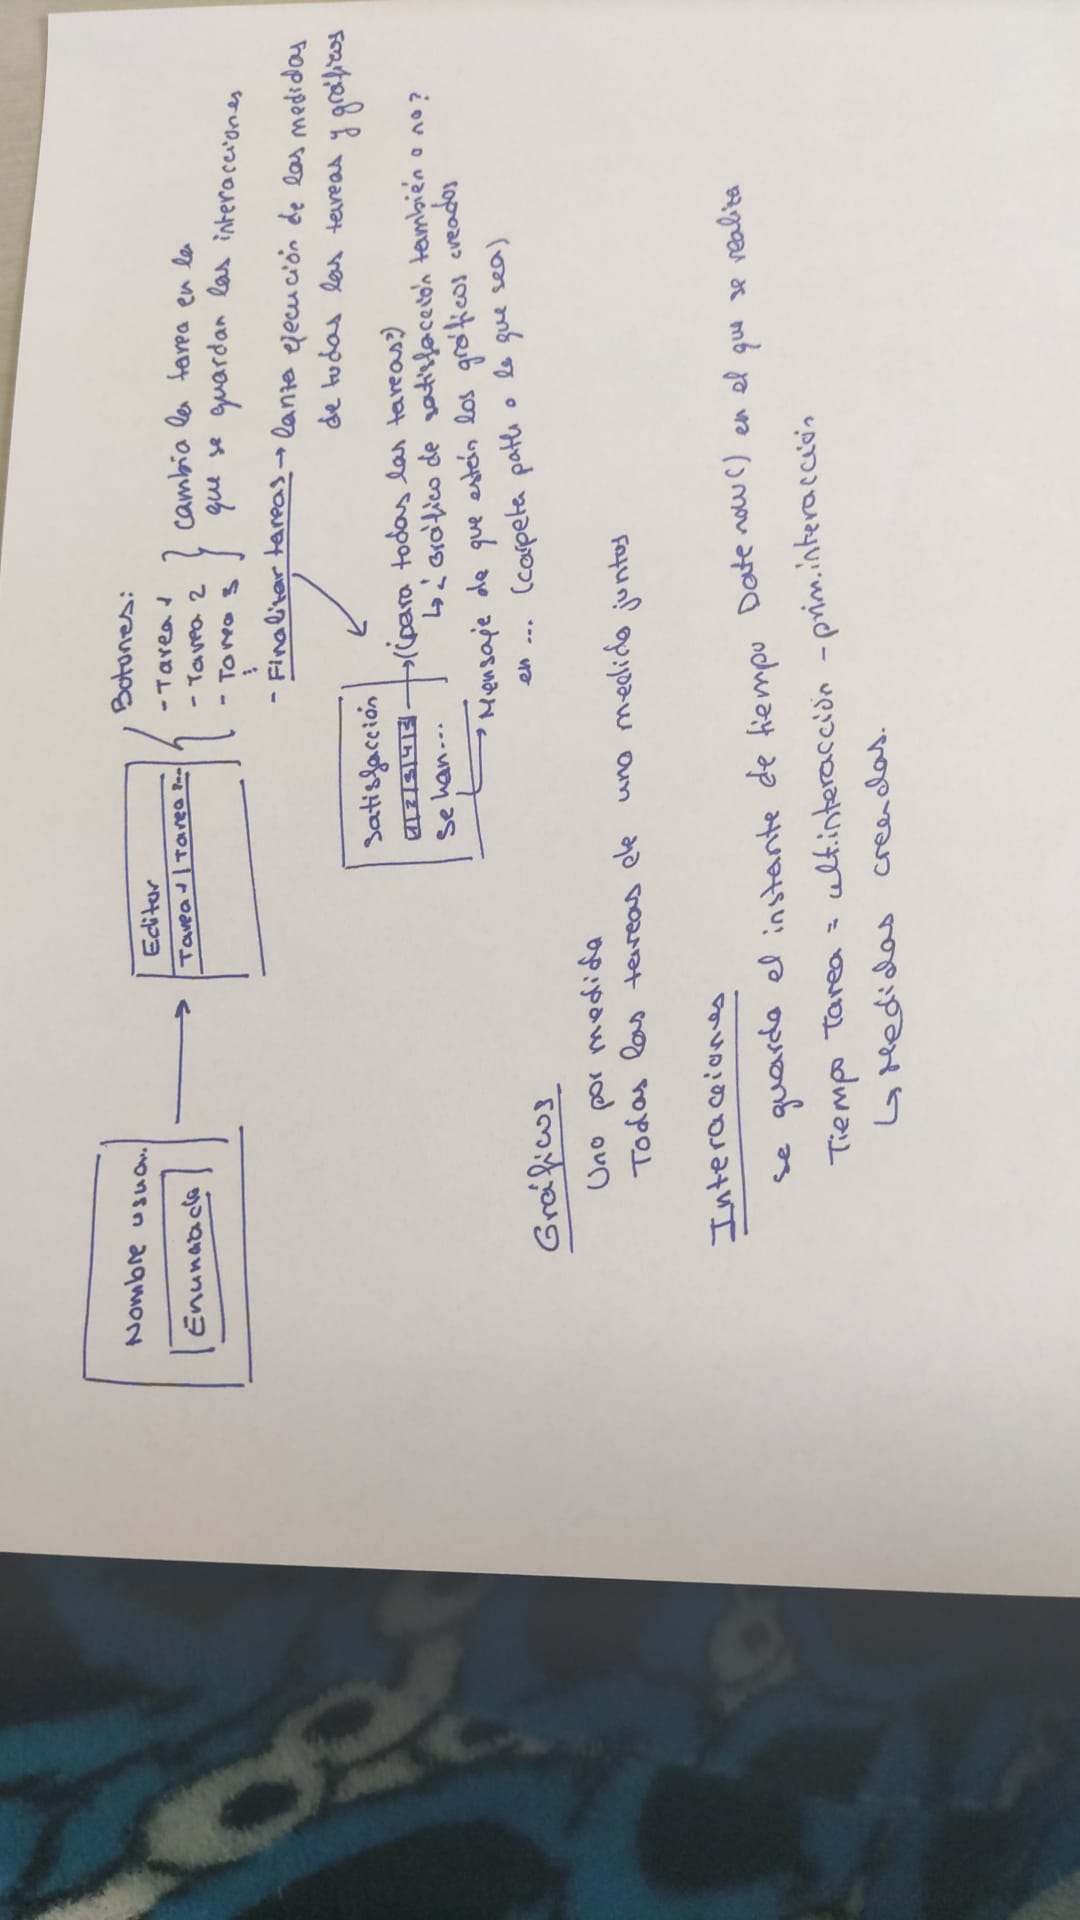 Nombre usua..
Enunciado
Editor
Tarea 1 | Tarea 2...
Botones:
- Tarea 1
- Tarea 2
- Tarea 3
cambia la tarea en la
que se guardan las interacciones
- Finalizar tareas → lanza ejecución de las medidas
de todas las tareas y gráficos
Satisfacción
1|2|3|4|5 → (¿para todas las tareas?)
↳ ¿Gráfico de satisfacción también o no?
Se han...
→ Mensaje de que están los gráficos creados
en ... (carpeta path o lo que sea)
Gráficos
Uno por medida
Todas las tareas de una medida juntos
Interacciones
se guarda el instante de tiempo Date now() en el que se realiza
Tiempo Tarea = ult.interacción - prim.interacción
↳ Medidas creadas.